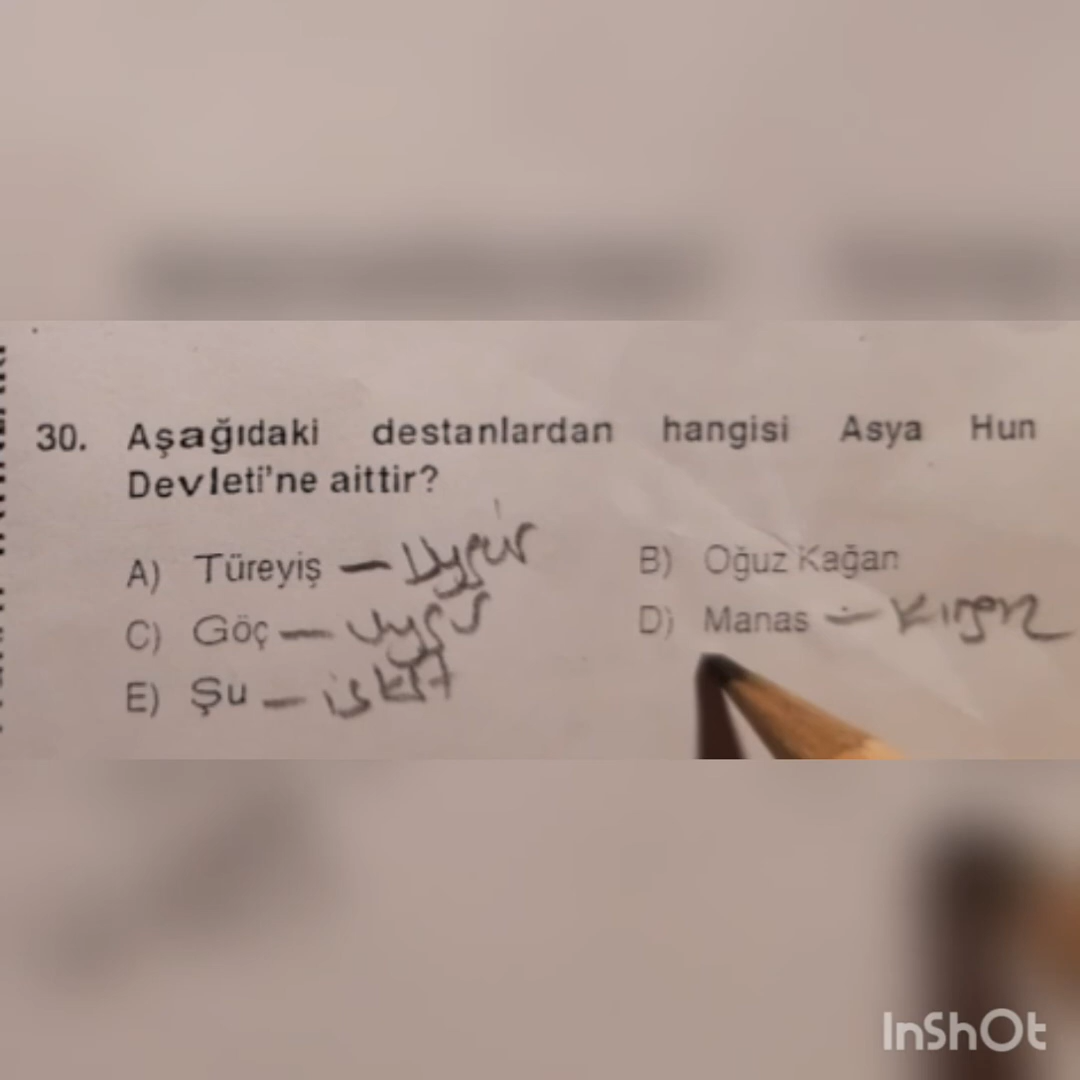 30. Aşağıdaki destanlardan hangisi Asya Hun
Devleti'ne aittir?
A) Türeyiş — Uygur
B) Oğuz Kağan
C) Göç — Uygur
D) Manas — Kırgız
E) Şu — iskit
InShOt